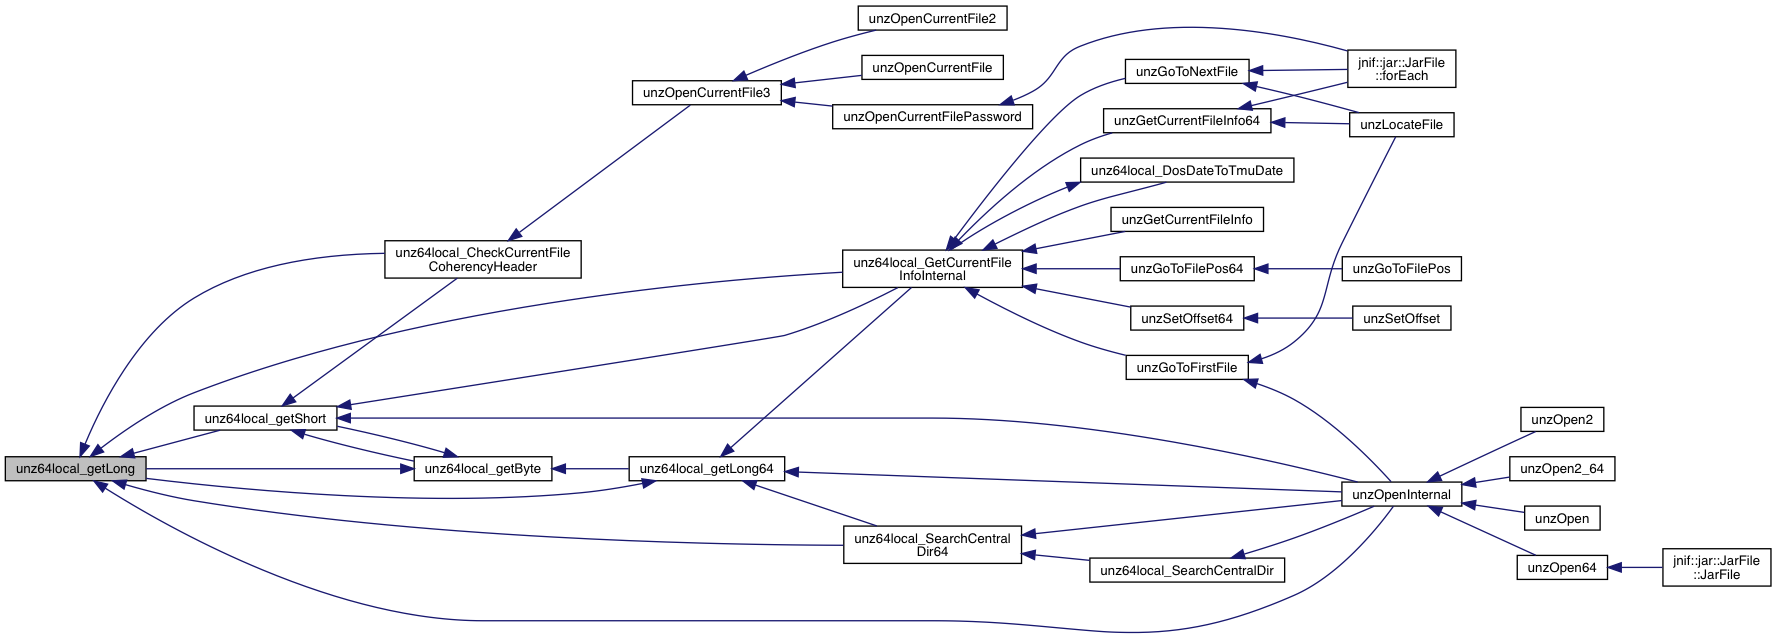 unzOpenCurrentFile2
unzOpenCurrentFile
unzOpenCurrentFile3
unzOpenCurrentFilePassword
unzGoToNextFile
jnif::jar::JarFile
::forEach
unzGetCurrentFileInfo64
unzLocateFile
unz64local_DosDateToTmuDate
unzGetCurrentFileInfo
unz64local_CheckCurrentFile
CoherencyHeader
unz64local_GetCurrentFile
InfoInternal
unzGoToFilePos64
unzGoToFilePos
unzSetOffset64
unzSetOffset
unzGoToFirstFile
unz64local_getShort
unzOpen2
unz64local_getLong
unz64local_getByte
unz64local_getLong64
unzOpen2_64
unzOpenInternal
unzOpen
unz64local_SearchCentral
Dir64
unz64local_SearchCentralDir
unzOpen64
jnif::jar::JarFile
::JarFile